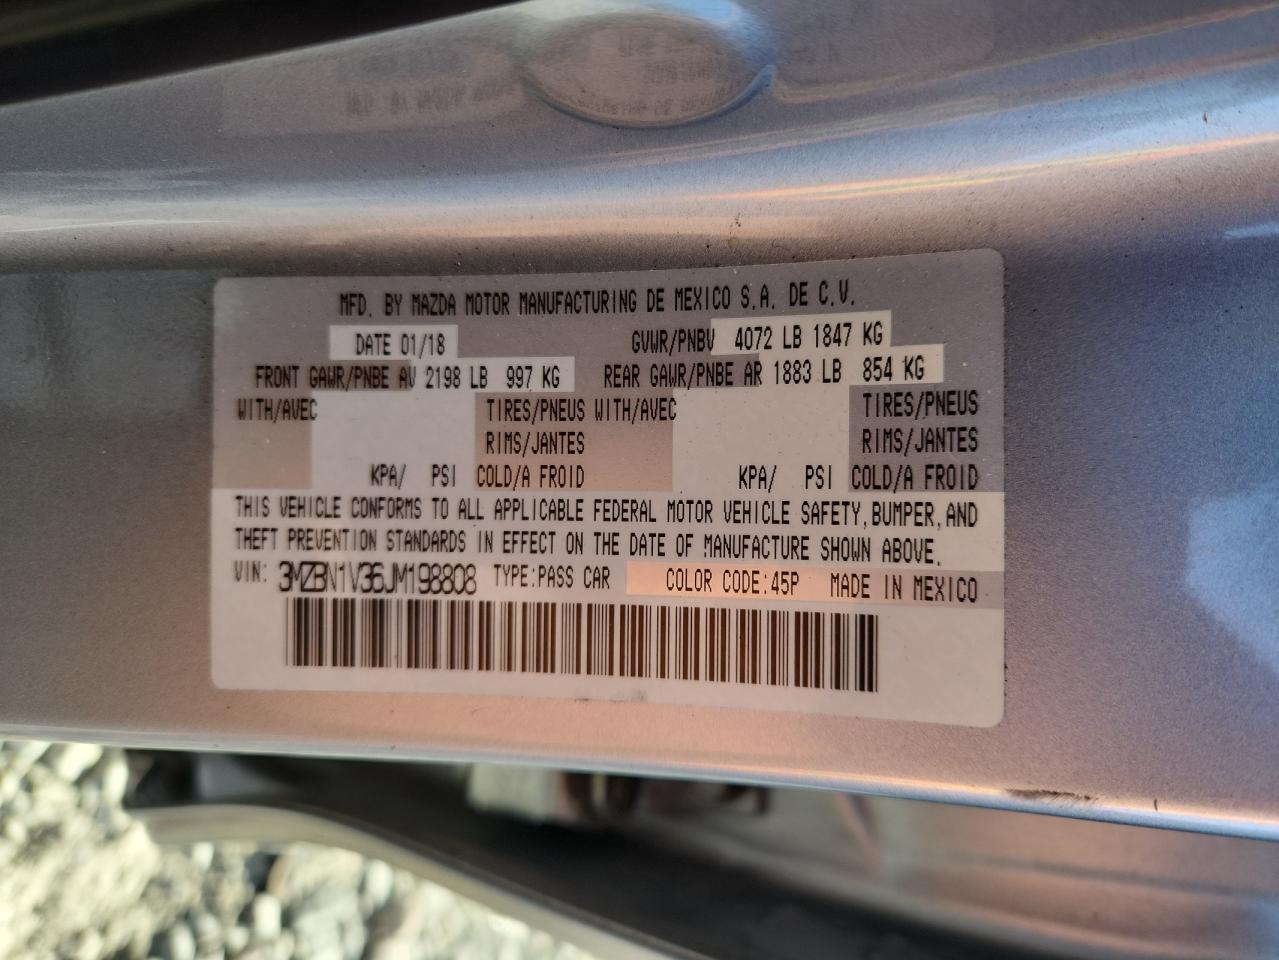 MFD. BY MAZDA MOTOR MANUFACTURING DE MEXICO S.A. DE C.V.
DATE 01/18 GVWR/PNBV 4072 LB 1847 KG
FRONT GAWR/PNBE AV 2198 LB 997 KG REAR GAWR/PNBE AR 1883 LB 854 KG
WITH/AVEC TIRES/PNEUS WITH/AVEC TIRES/PNEUS
RIMS/JANTES RIMS/JANTES
KPA/ PSI COLD/A FROID KPA/ PSI COLD/A FROID
THIS VEHICLE CONFORMS TO ALL APPLICABLE FEDERAL MOTOR VEHICLE SAFETY, BUMPER, AND
THEFT PREVENTION STANDARDS IN EFFECT ON THE DATE OF MANUFACTURE SHOWN ABOVE.
VIN: 3MZBN1V36JM198808 TYPE:PASS CAR COLOR CODE:45P MADE IN MEXICO